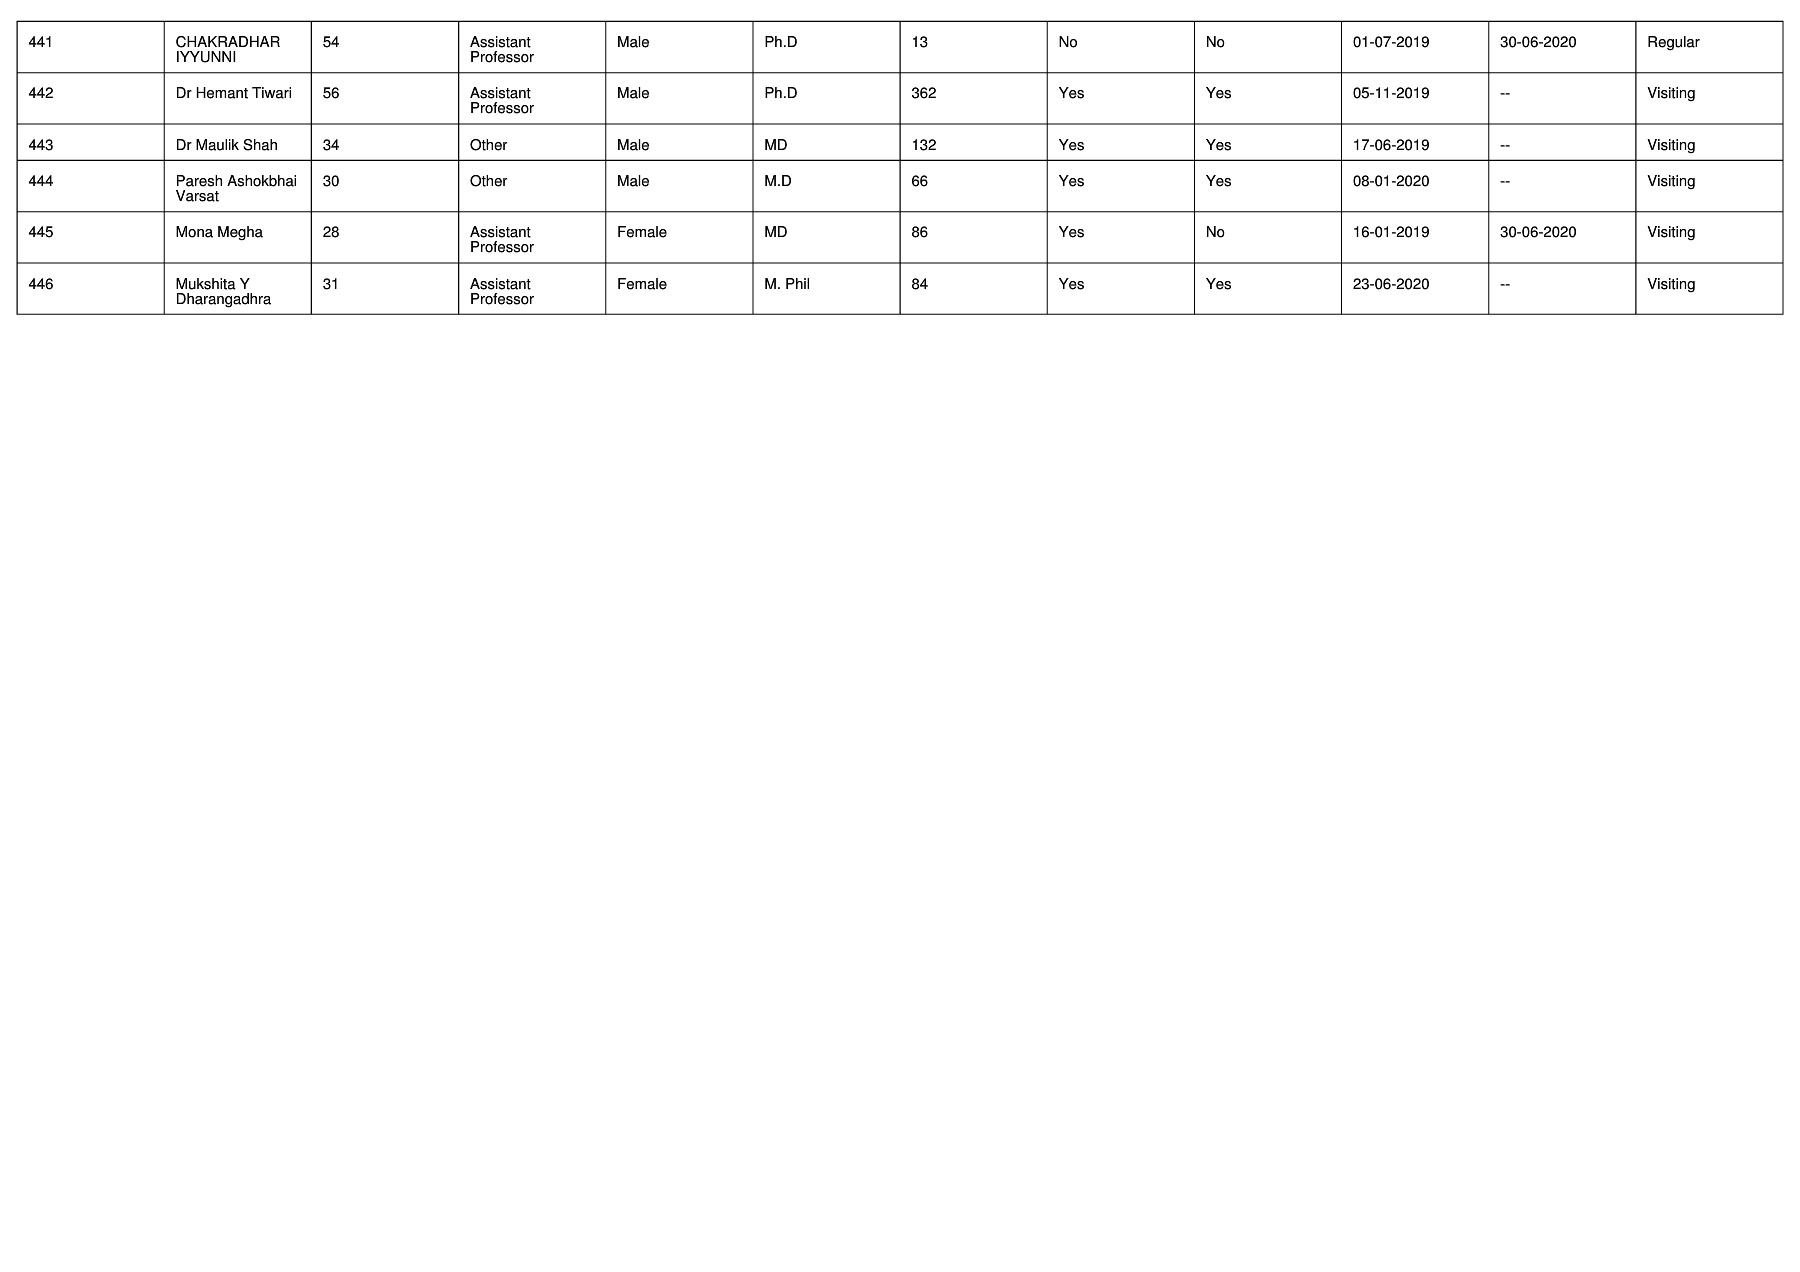 441 CHAKRADHAR IYYUNNI 54 Assistant Professor Male Ph.D 13 No No 01-07-2019 30-06-2020 Regular
442 Dr Hemant Tiwari 56 Assistant Professor Male Ph.D 362 Yes Yes 05-11-2019 -- Visiting
443 Dr Maulik Shah 34 Other Male MD 132 Yes Yes 17-06-2019 -- Visiting
444 Paresh Ashokbhai Varsat 30 Other Male M.D 66 Yes Yes 08-01-2020 -- Visiting
445 Mona Megha 28 Assistant Professor Female MD 86 Yes No 16-01-2019 30-06-2020 Visiting
446 Mukshita Y Dharangadhra 31 Assistant Professor Female M. Phil 84 Yes Yes 23-06-2020 -- Visiting